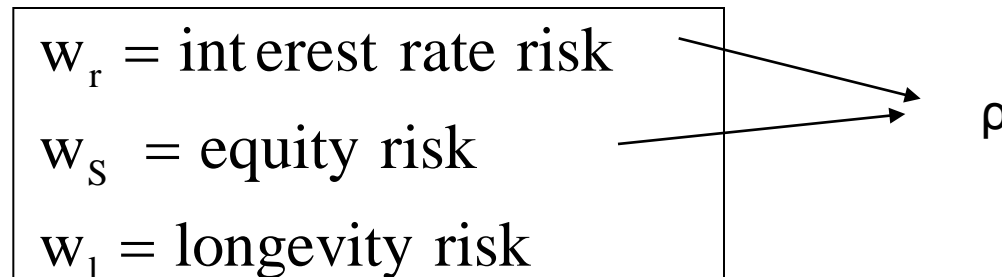 w_r = interest rate risk
ρ
w_S = equity risk
w_l = longevity risk